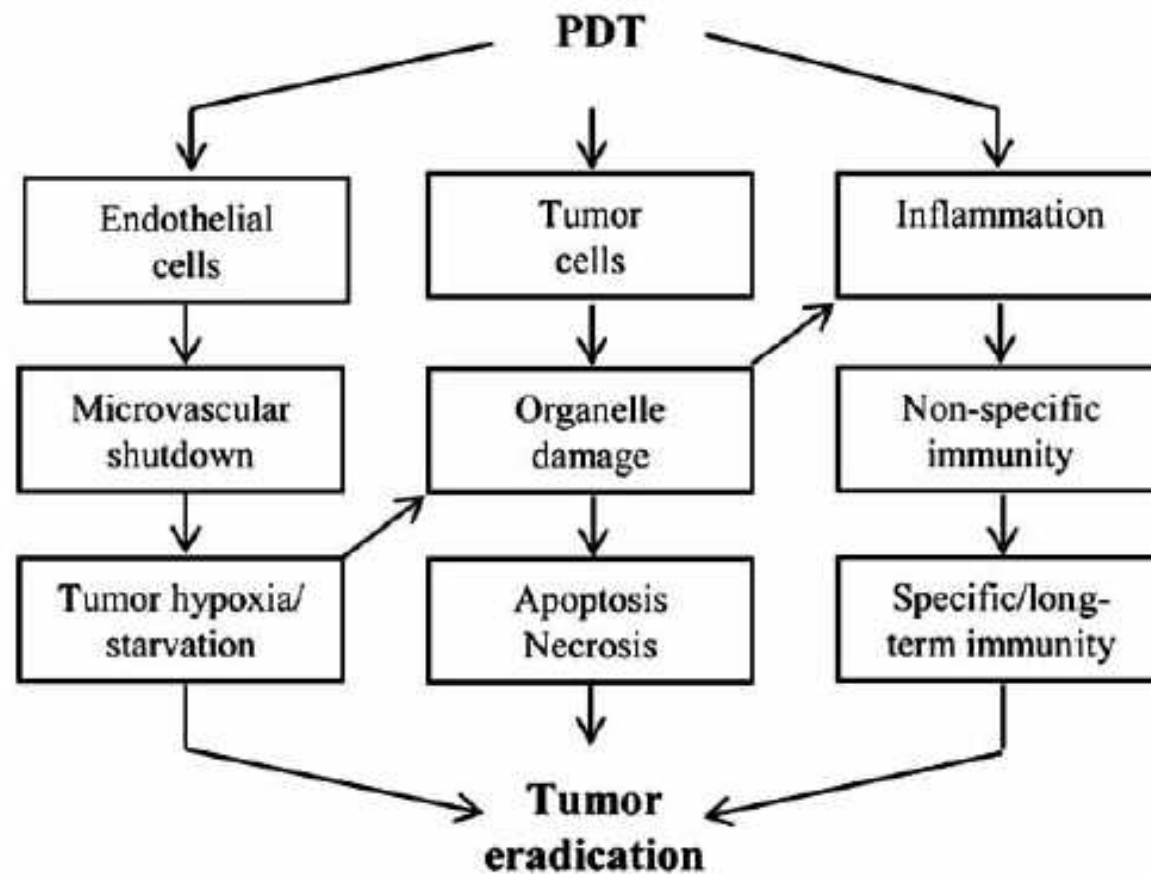 PDT
Endothelial
cells
Tumor
cells
Inflammation
Microvascular
shutdown
Organelle
damage
Non-specific
immunity
Tumor hypoxia/
starvation
Apoptosis
Necrosis
Specific/long-
term immunity
Tumor
eradication